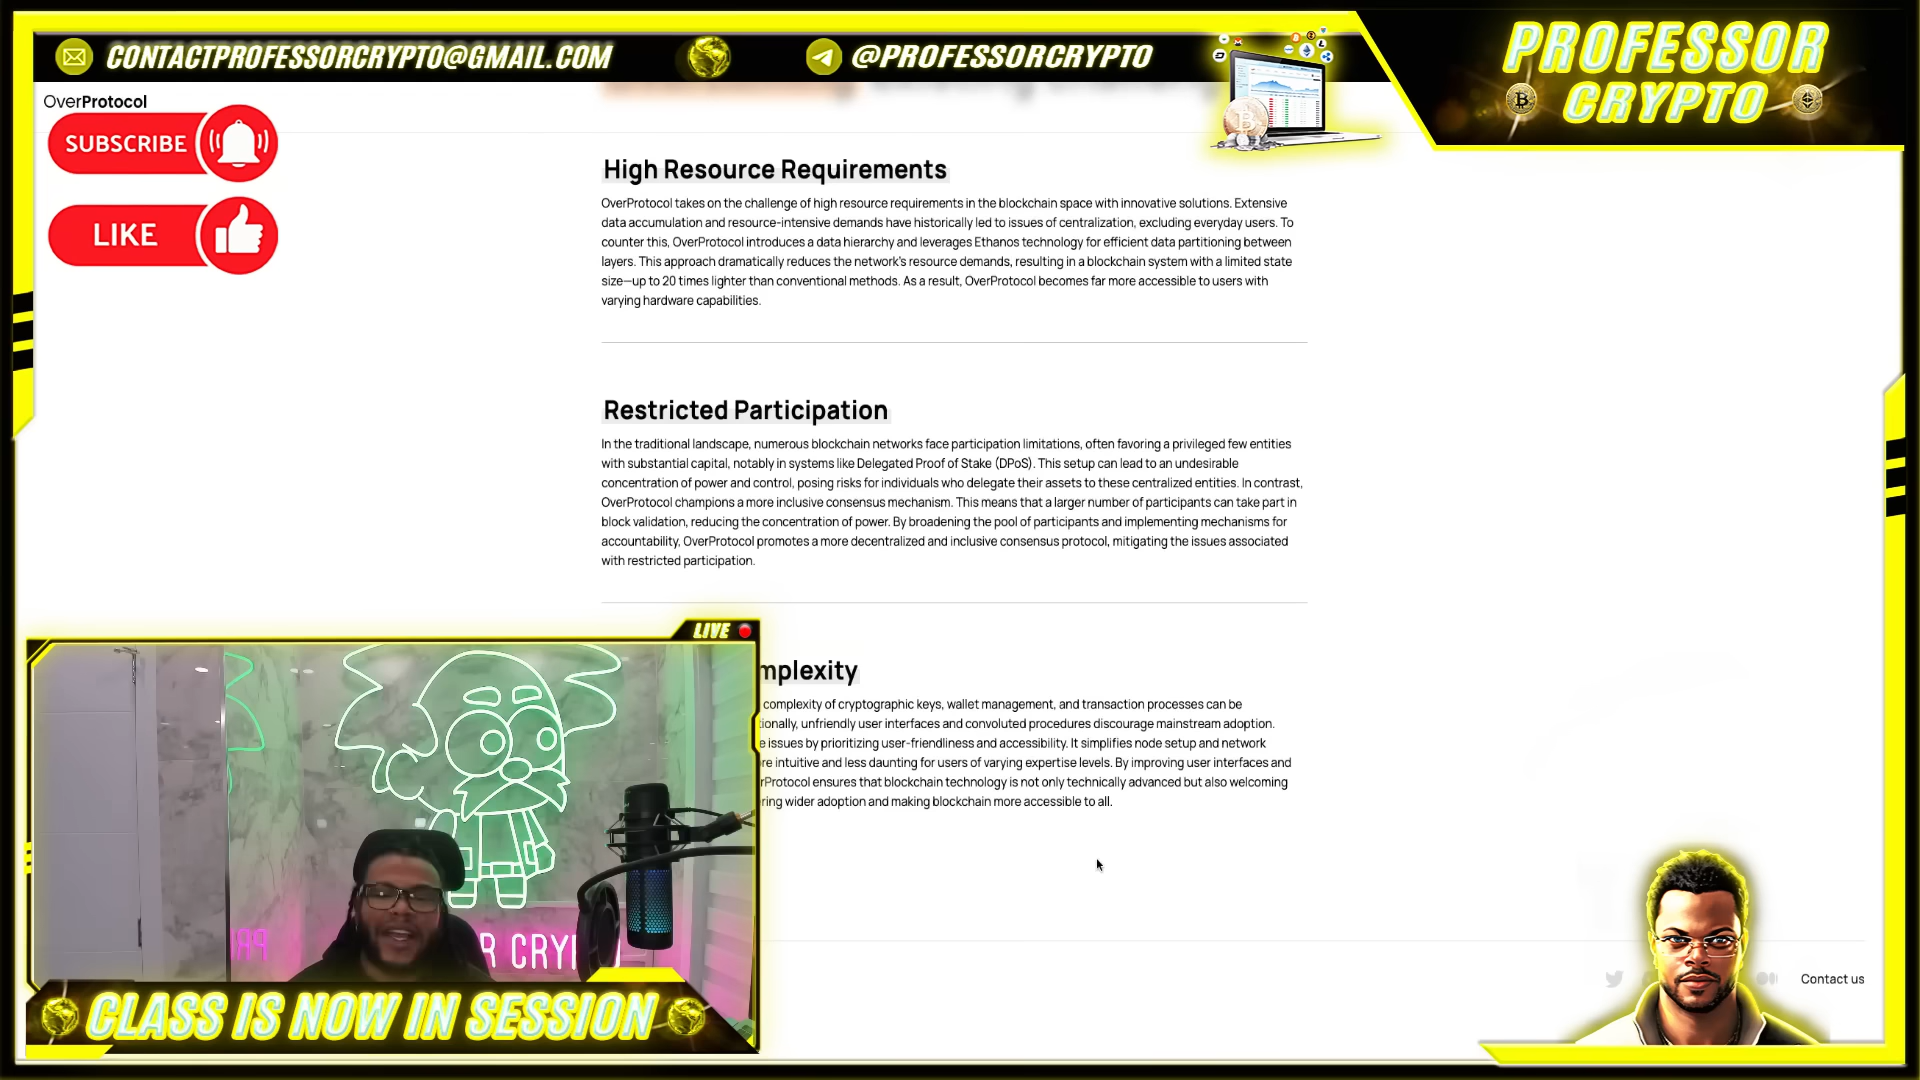 CONTACTPROFESSORCRYPTO@GMAIL.COM
@PROFESSORCRYPTO
PROFESSOR
CRYPTO
OverProtocol
SUBSCRIBE
LIKE
High Resource Requirements
OverProtocol takes on the challenge of high resource requirements in the blockchain space with innovative solutions. Extensive
data accumulation and resource-intensive demands have historically led to issues of centralization, excluding everyday users. To
counter this, OverProtocol introduces a data hierarchy and leverages Ethanos technology for efficient data partitioning between
layers. This approach dramatically reduces the network's resource demands, resulting in a blockchain system with a limited state
size—up to 20 times lighter than conventional methods. As a result, OverProtocol becomes far more accessible to users with
varying hardware capabilities.
Restricted Participation
In the traditional landscape, numerous blockchain networks face participation limitations, often favoring a privileged few entities
with substantial capital, notably in systems like Delegated Proof of Stake (DPoS). This setup can lead to an undesirable
concentration of power and control, posing risks for individuals who delegate their assets to these centralized entities. In contrast,
OverProtocol champions a more inclusive consensus mechanism. This means that a larger number of participants can take part in
block validation, reducing the concentration of power. By broadening the pool of participants and implementing mechanisms for
accountability, OverProtocol promotes a more decentralized and inclusive consensus protocol, mitigating the issues associated
with restricted participation.
mplexity
complexity of cryptographic keys, wallet management, and transaction processes can be
tionally, unfriendly user interfaces and convoluted procedures discourage mainstream adoption.
e issues by prioritizing user-friendliness and accessibility. It simplifies node setup and network
re intuitive and less daunting for users of varying expertise levels. By improving user interfaces and
rProtocol ensures that blockchain technology is not only technically advanced but also welcoming
ring wider adoption and making blockchain more accessible to all.
LIVE
R CRYP
CLASS IS NOW IN SESSION
Contact us